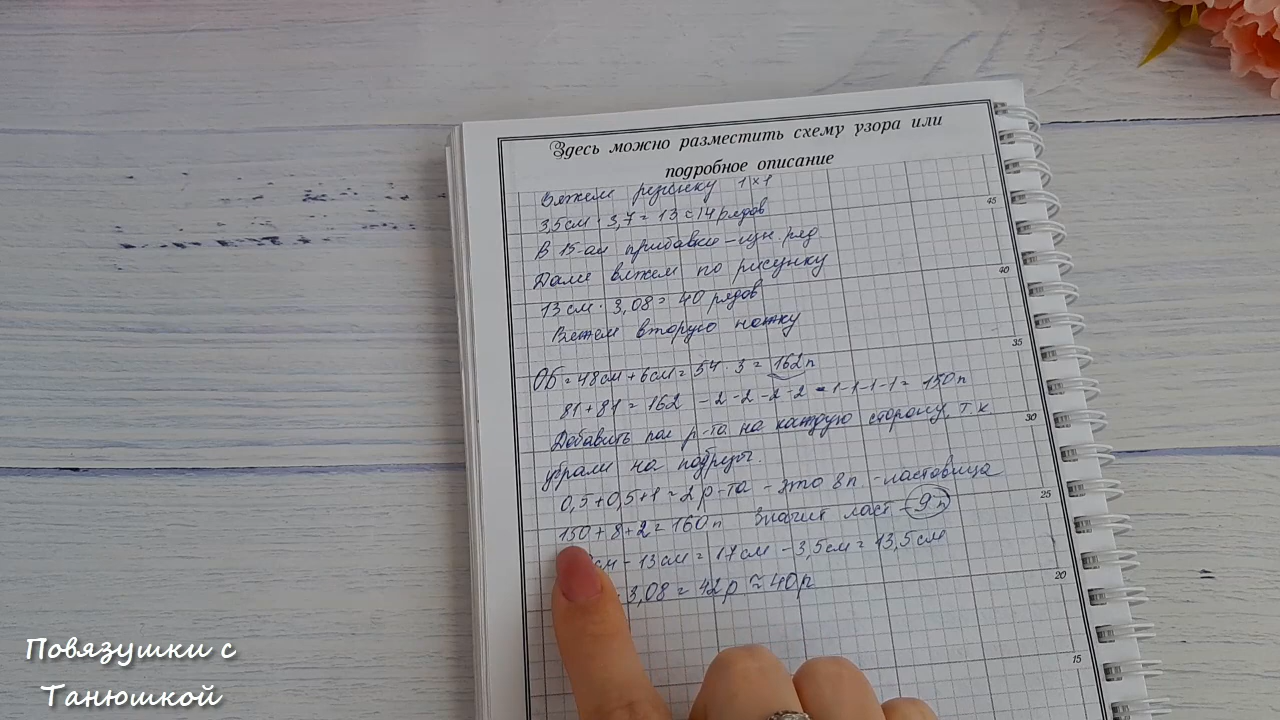 Здесь можно разместить схему узора или
подробное описание
Вяжем резинку 1×1
3,5см · 3,7 = 13 = 14 рядов
В 15-ом прибавки - изн. ряд
Далее вяжем по рисунку
13см · 3,08 = 40 рядов
Вяжем вторую ножку
ОБ = 48см + 6см = 54 · 3 = 162п
81 + 81 = 162 - 2 - 2 - 2 - 2 - 1-1-1-1 = 150п
Добавить пол р-та на каждую сторону, т.к
убрали на подрезы.
0,5 + 0,5 + 1 = 2 р-та - это 8п - ластовица
150 + 8 + 2 = 160п Значит ласт - 9п
см - 13см = 17см - 3,5см = 13,5см
3,08 = 42р ≈ 40р
45
40
35
30
25
20
15
Повязушки с
Танюшкой